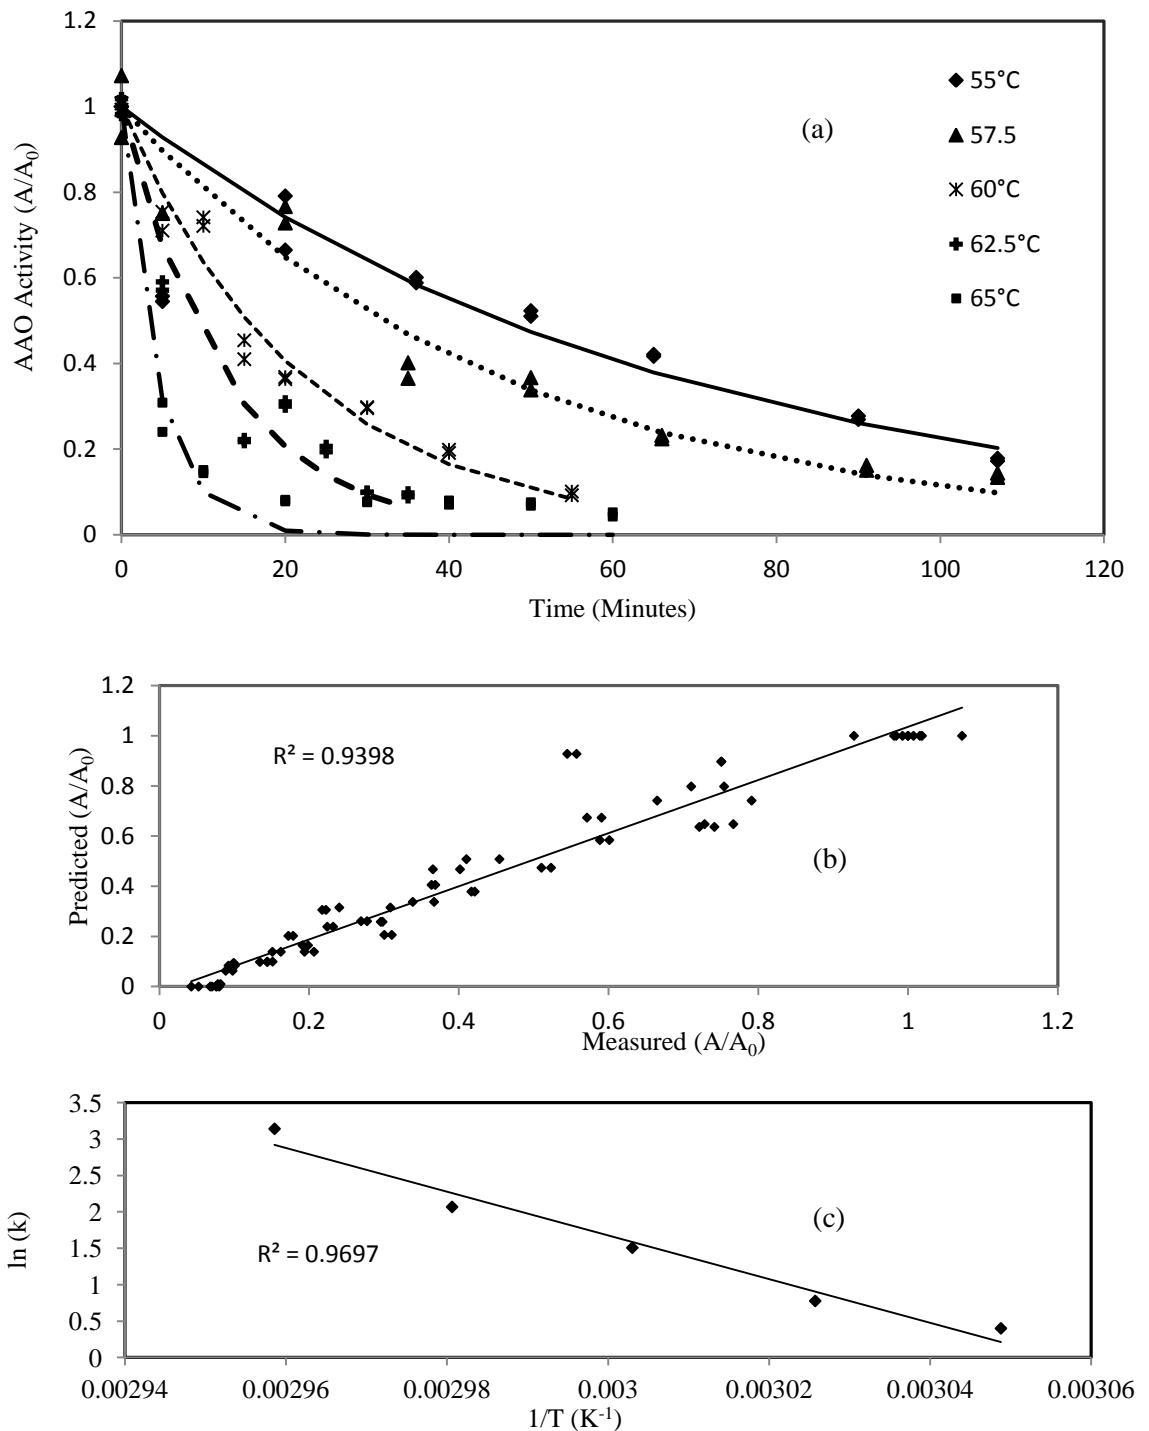 1.2
1
0.8
0.6
0.4
0.2
0
AAO Activity (A/A0)
(a)
55°C
57.5
60°C
62.5°C
65°C
0 20 40 60 80 100 120
Time (Minutes)
1.2
1
0.8
0.6
0.4
0.2
0
Predicted (A/A0)
R² = 0.9398
(b)
0 0.2 0.4 0.6 0.8 1 1.2
Measured (A/A0)
3.5
3
2.5
2
1.5
1
0.5
0
ln (k)
(c)
R² = 0.9697
0.00294 0.00296 0.00298 0.003 0.00302 0.00304 0.00306
1/T (K-1)